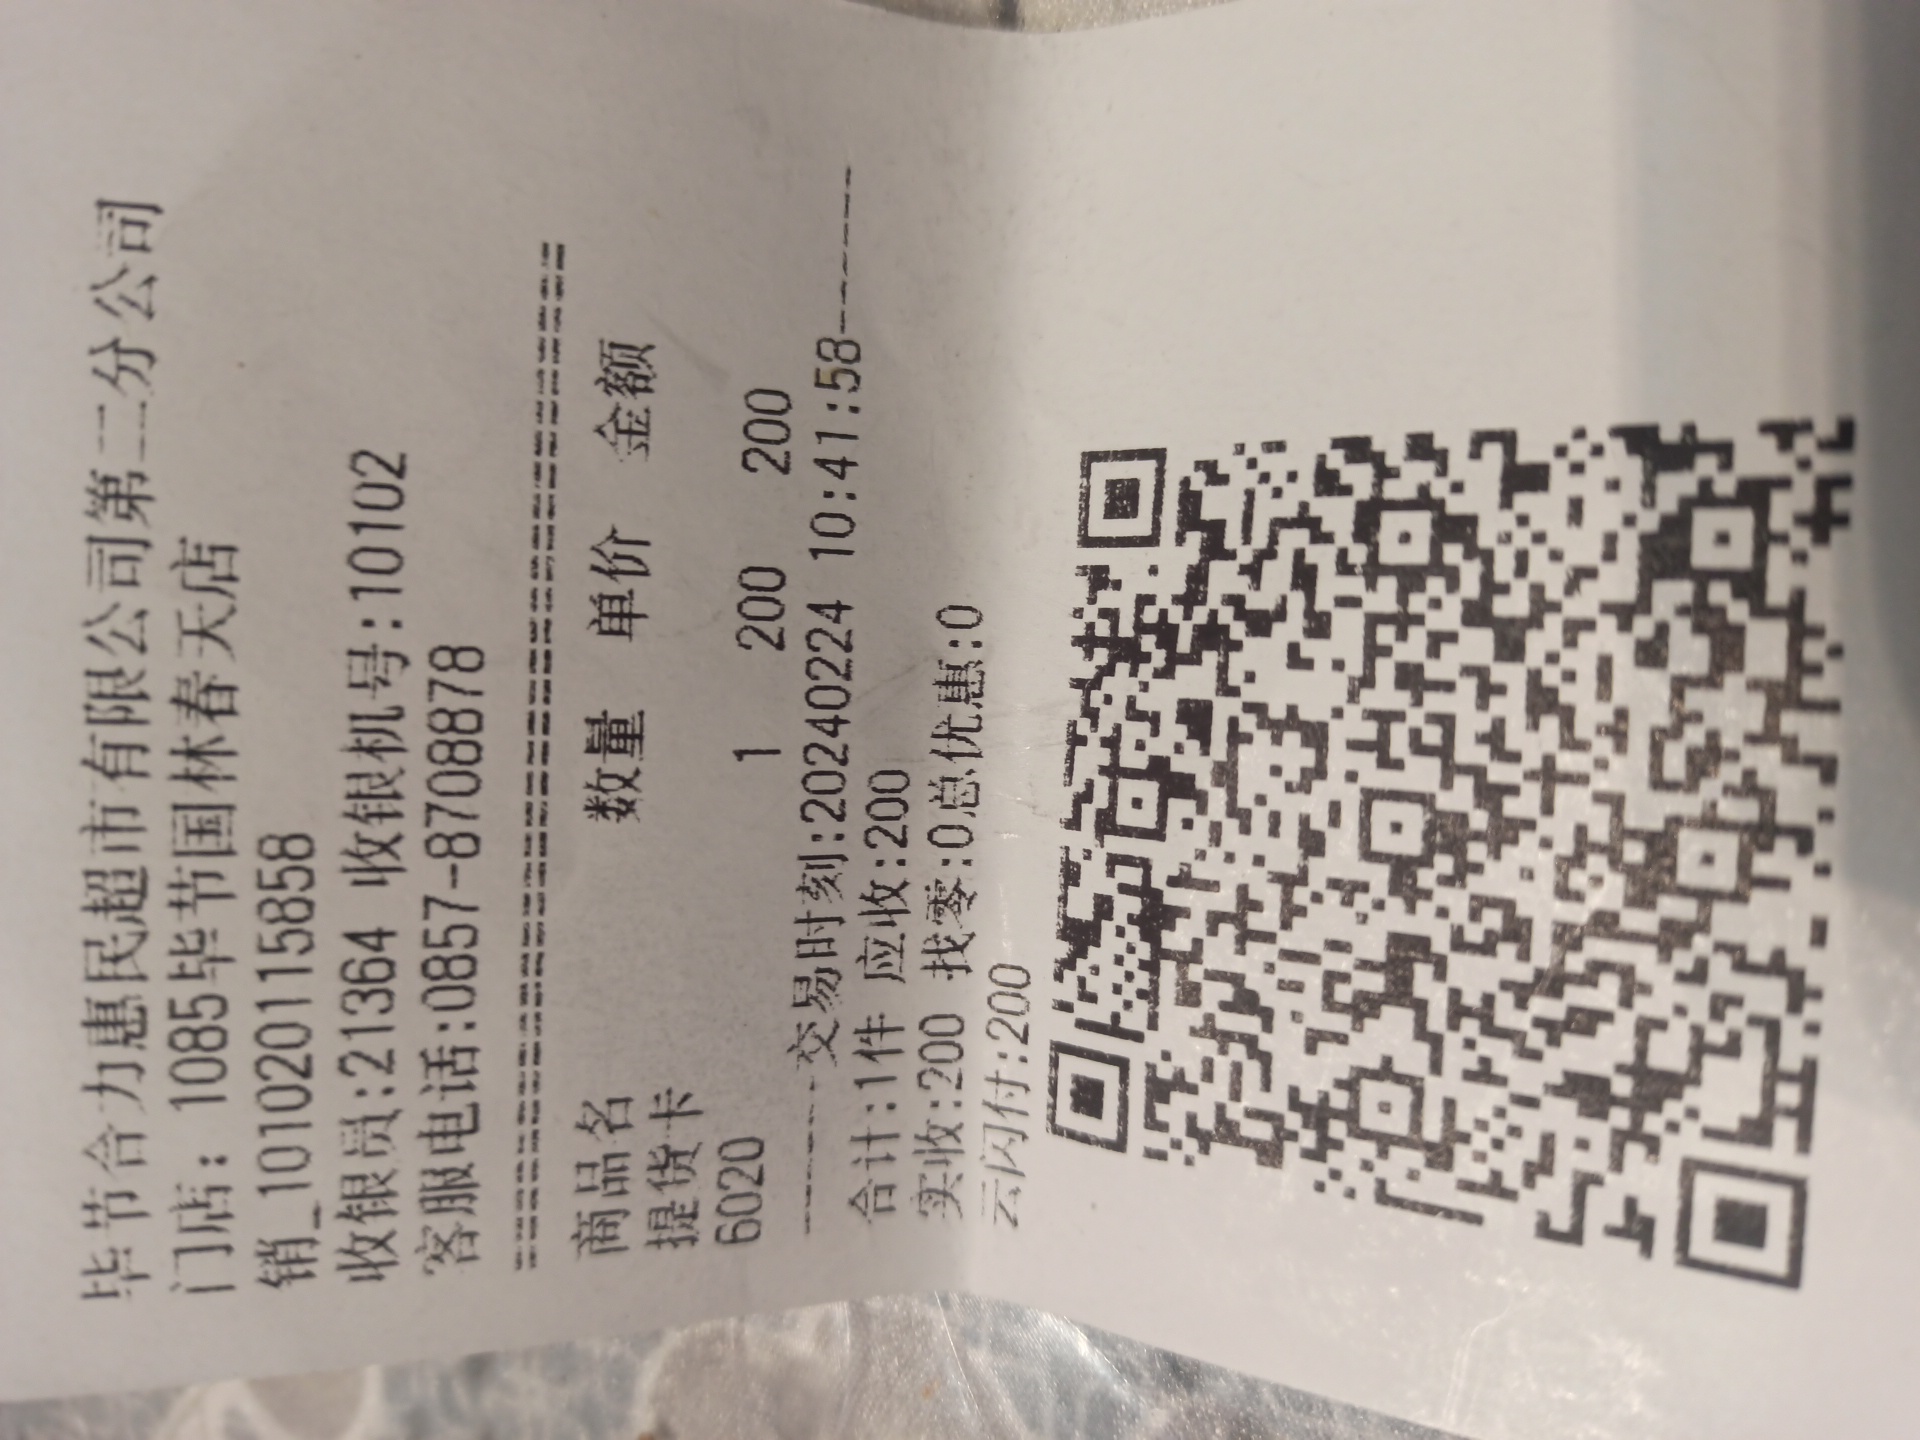 毕节合力惠民超市有限公司第二分公司
门店: 1085毕节国林春天店
销_1010201115858
收银员:21364 收银机号:10102
客服电话:0857-8708878
================================
商品名 数量 单价 金额
提货卡
6020 1 200 200
--------交易时刻:20240224 10:41:58--------
合计:1件 应收:200
实收:200 找零:0总优惠:0
云闪付:200